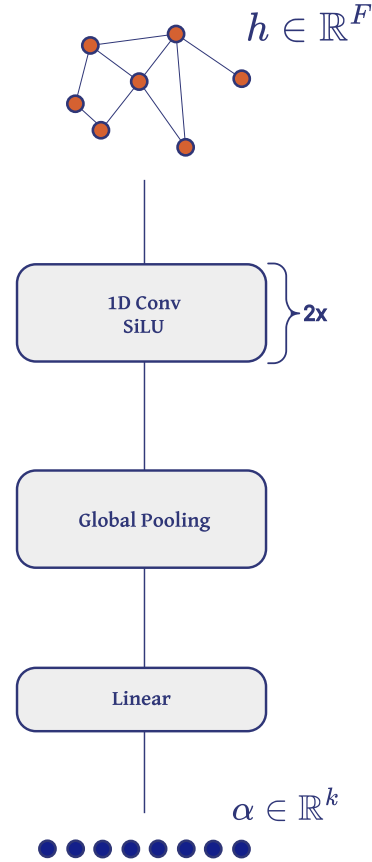 h ∈ ℝ^F
1D Conv
SiLU
2x
Global Pooling
Linear
α ∈ ℝ^k